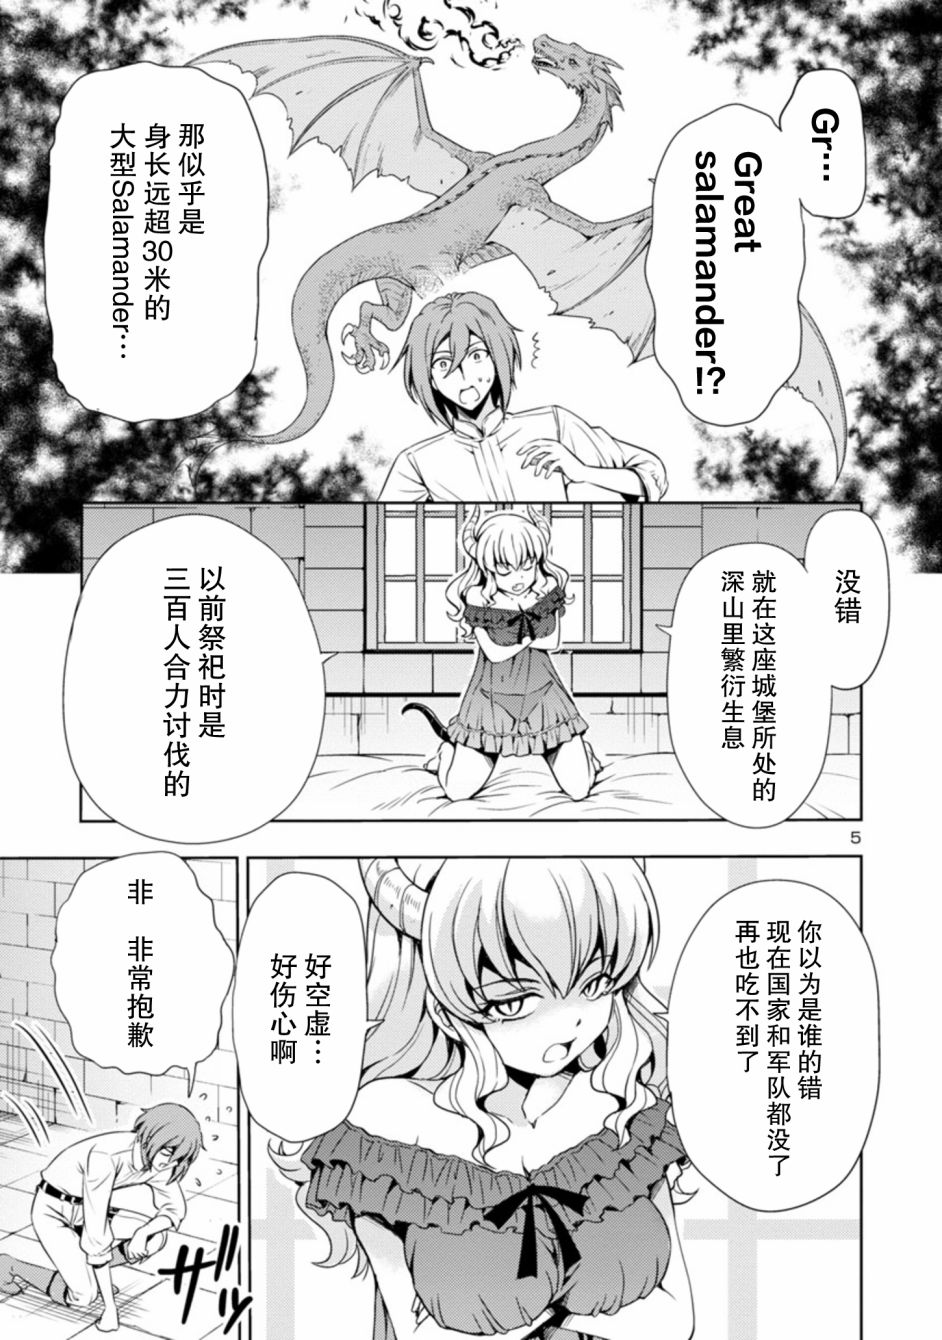 Gr…
Great
salamander!?
那似乎是
身长远超30米的
大型Salamander…
没错
就在这座城堡所处的
深山里繁衍生息
以前祭祀时是
三百人合力讨伐的
5
你以为是谁的错
现在国家和军队都没了
再也吃不到了
好空虚…
好伤心啊
非 非常抱歉
サッ